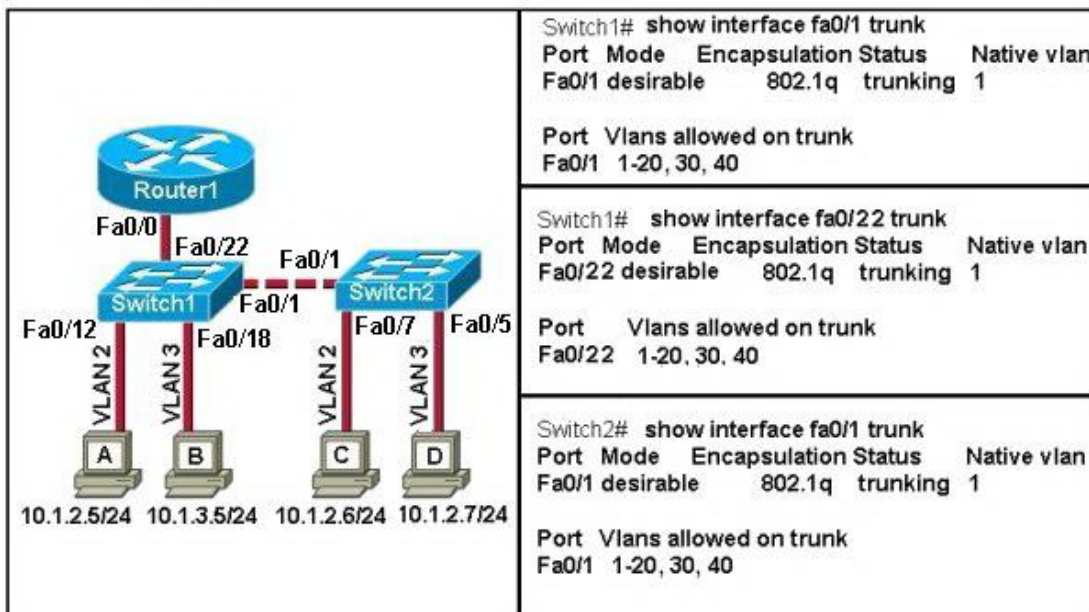 Router1
Fa0/0
Fa0/22
Fa0/1
Switch1
Fa0/1
Switch2
Fa0/12
Fa0/18
Fa0/7
Fa0/5
VLAN 2
VLAN 3
VLAN 2
VLAN 3
A
B
C
D
10.1.2.5/24
10.1.3.5/24
10.1.2.6/24
10.1.2.7/24
Switch1# show interface fa0/1 trunk
Port Mode Encapsulation Status Native vlan
Fa0/1 desirable 802.1q trunking 1
Port Vlans allowed on trunk
Fa0/1 1-20, 30, 40
Switch1# show interface fa0/22 trunk
Port Mode Encapsulation Status Native vlan
Fa0/22 desirable 802.1q trunking 1
Port Vlans allowed on trunk
Fa0/22 1-20, 30, 40
Switch2# show interface fa0/1 trunk
Port Mode Encapsulation Status Native vlan
Fa0/1 desirable 802.1q trunking 1
Port Vlans allowed on trunk
Fa0/1 1-20, 30, 40